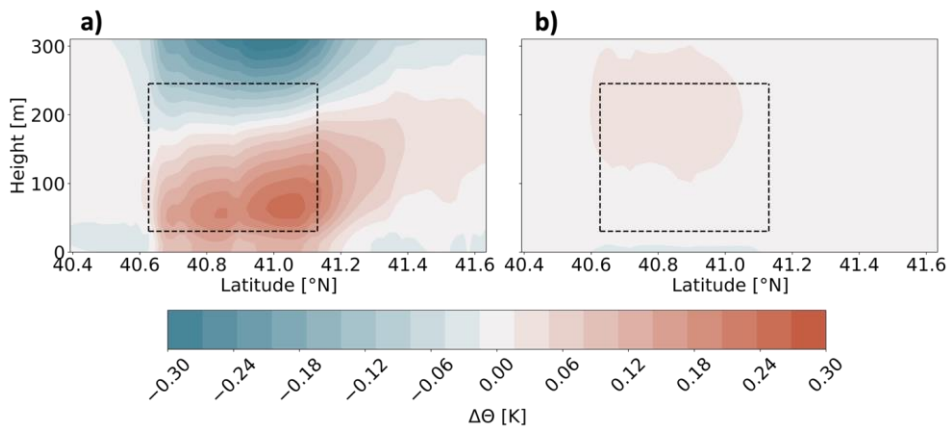 a)
b)
Height [m]
300
200
100
0
40.4 40.6 40.8 41.0 41.2 41.4 41.6
Latitude [°N]
40.4 40.6 40.8 41.0 41.2 41.4 41.6
Latitude [°N]
−0.30 −0.24 −0.18 −0.12 −0.06 0.00 0.06 0.12 0.18 0.24 0.30
ΔΘ [K]